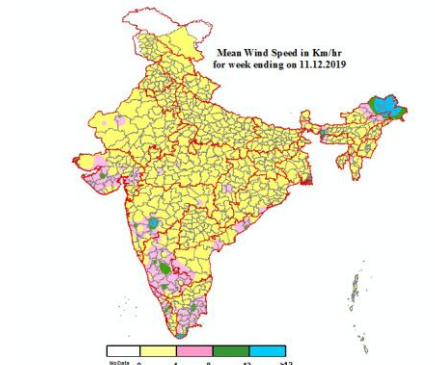 Mean Wind Speed in Km/hr
for week ending on 11.12.2019
No Data 0 4 8 12 >12